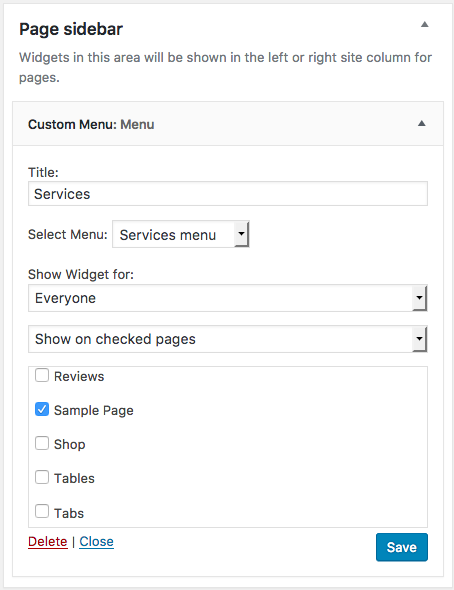 Page sidebar
Widgets in this area will be shown in the left or right site column for
pages.
Custom Menu: Menu
Title:
Services
Select Menu: Services menu
Show Widget for:
Everyone
Show on checked pages
Reviews
Sample Page
Shop
Tables
Tabs
Delete | Close Save